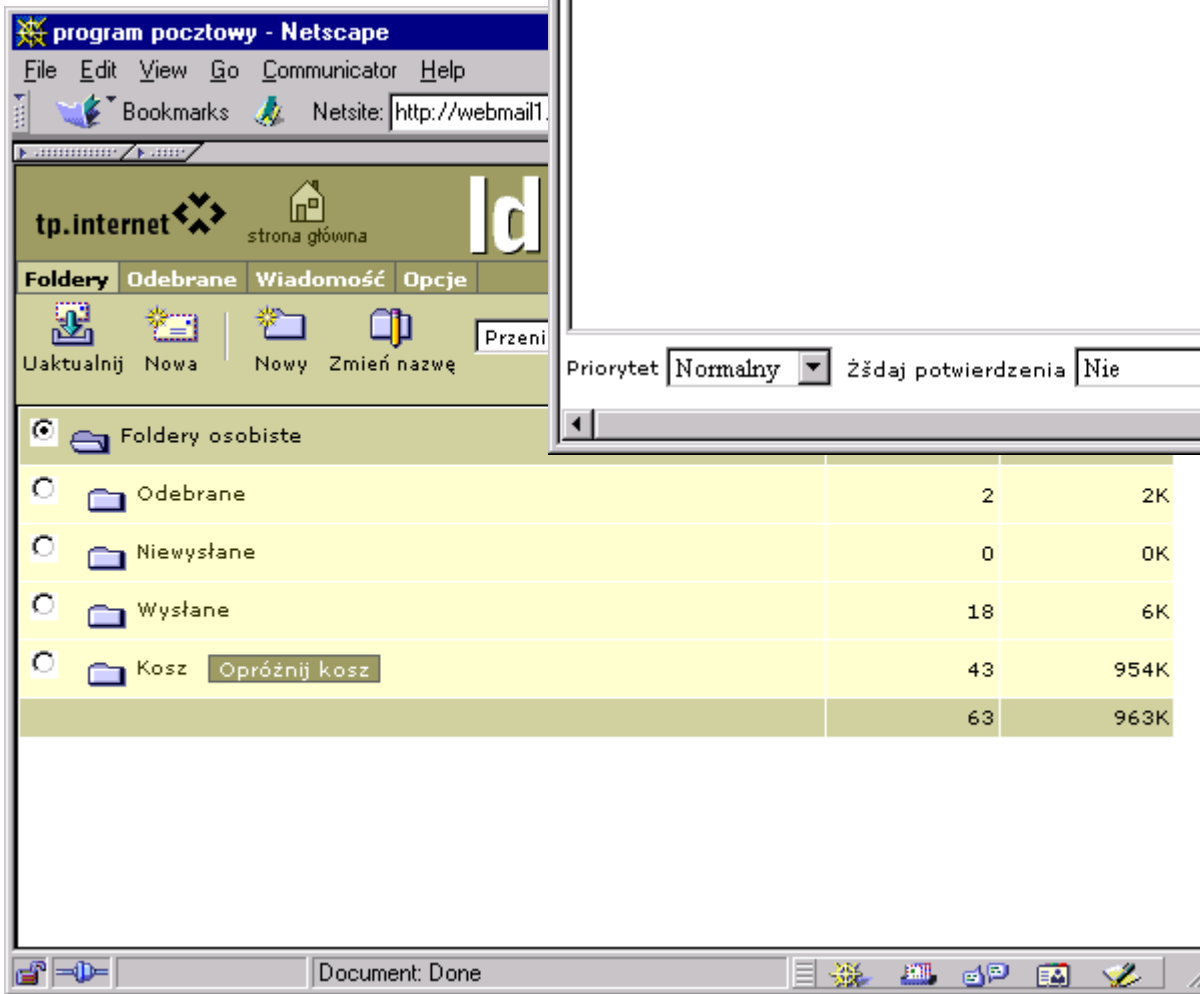 program pocztowy - Netscape
File Edit View Go Communicator Help
Bookmarks Netsite: http://webmail1.
tp.internet strona główna ld
Foldery Odebrane Wiadomość Opcje
Uaktualnij Nowa Nowy Zmień nazwę Przeni
Priorytet Normalny Żšdaj potwierdzenia Nie
Foldery osobiste
Odebrane 2 2K
Niewysłane 0 0K
Wysłane 18 6K
Kosz Opróżnij kosz 43 954K
63 963K
Document: Done